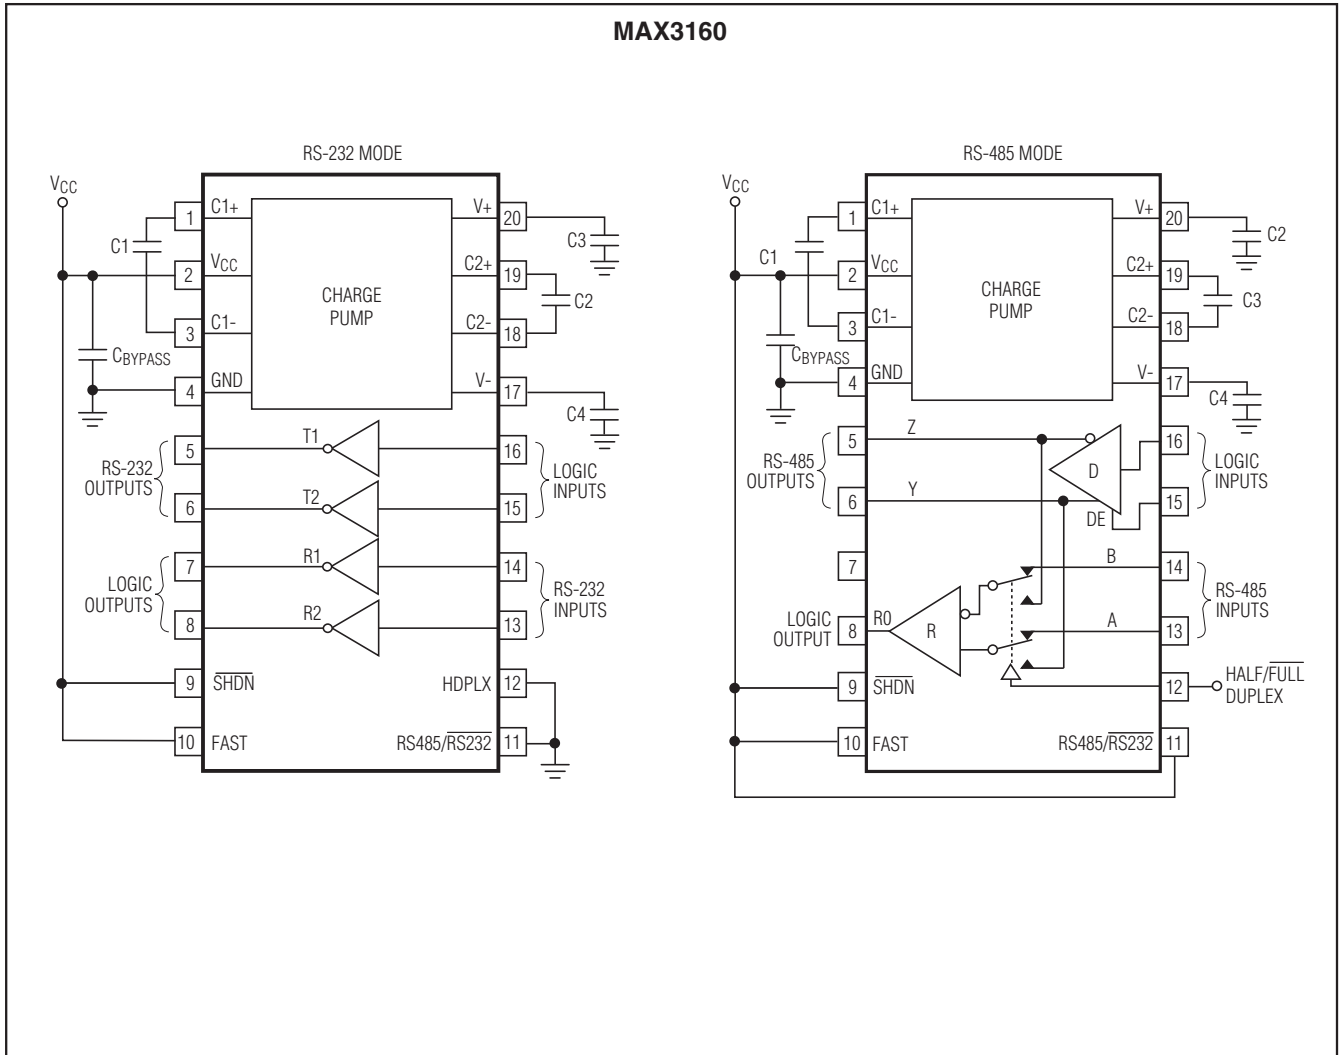 MAX3160
RS-232 MODE
VCC
1
C1+
V+
20
C1
C3
2
VCC
C2+
19
CHARGE
PUMP
C2
3
C1-
C2-
18
CBYPASS
4
GND
V-
17
C4
5
T1
16
RS-232
OUTPUTS
LOGIC
INPUTS
6
T2
15
7
R1
14
LOGIC
OUTPUTS
RS-232
INPUTS
8
R2
13
9
SHDN
HDPLX
12
10
FAST
RS485/RS232
11
RS-485 MODE
VCC
1
C1+
V+
20
C2
C1
2
VCC
C2+
19
CHARGE
PUMP
C3
3
C1-
C2-
18
CBYPASS
4
GND
V-
17
C4
5
Z
16
RS-485
OUTPUTS
D
LOGIC
INPUTS
6
Y
15
DE
7
B
14
RS-485
INPUTS
LOGIC
OUTPUT
8
R0
R
A
13
9
SHDN
12
HALF/FULL
DUPLEX
10
FAST
RS485/RS232
11